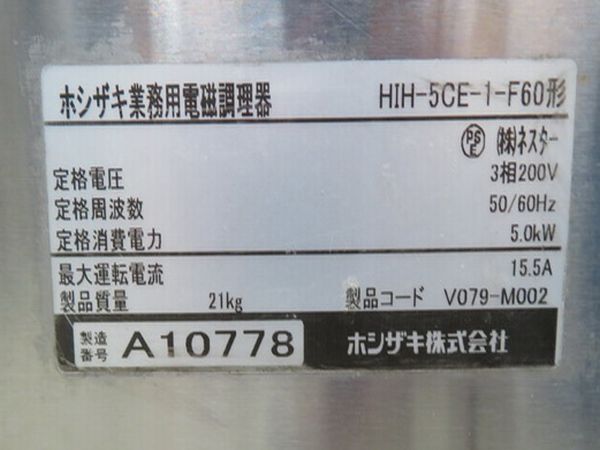 ホシザキ業務用電磁調理器 HIH-5CE-1-F60形
PSE ㈱ネスター
定格電圧 3相200V
定格周波数 50/60Hz
定格消費電力 5.0kW
最大運転電流 15.5A
製品質量 21kg 製品コード V079-M002
製造番号 A10778 ホシザキ株式会社